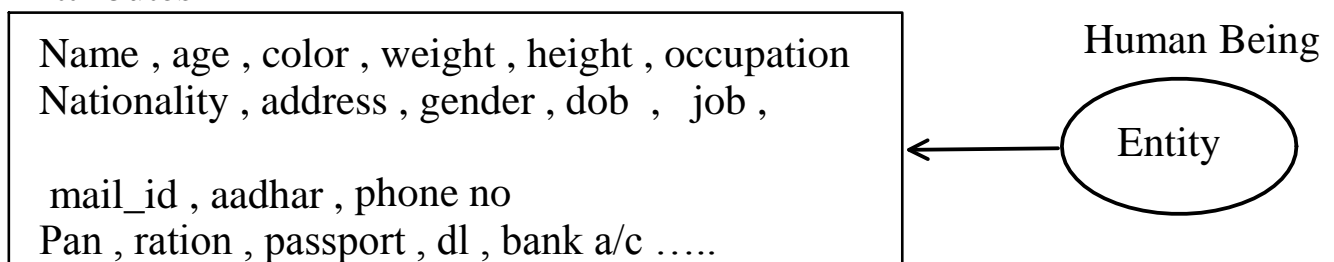 Name , age , color , weight , height , occupation
Nationality , address , gender , dob , job ,
mail_id , aadhar , phone no
Pan , ration , passport , dl , bank a/c …..
Human Being
Entity